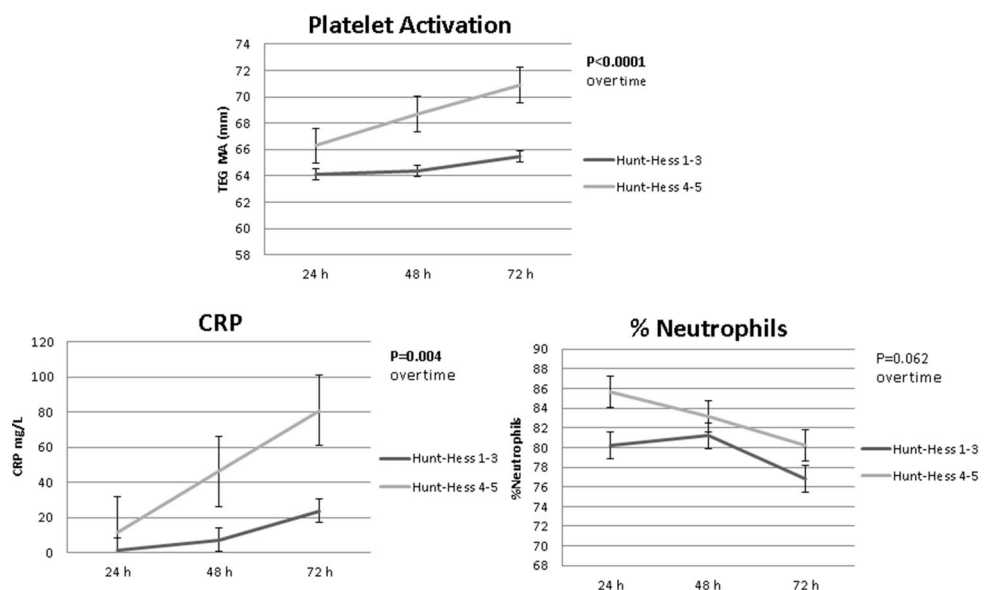 Platelet Activation
74
72
70
68
66
64
62
60
58
TEG MA (mm)
24 h
48 h
72 h
P<0.0001
overtime
Hunt-Hess 1-3
Hunt-Hess 4-5
CRP
120
100
80
60
40
20
0
CRP mg/L
24 h
48 h
72 h
P=0.004
overtime
Hunt-Hess 1-3
Hunt-Hess 4-5
% Neutrophils
90
88
86
84
82
80
78
76
74
72
70
68
%Neutrophils
24 h
48 h
72 h
P=0.062
overtime
Hunt-Hess 1-3
Hunt-Hess 4-5